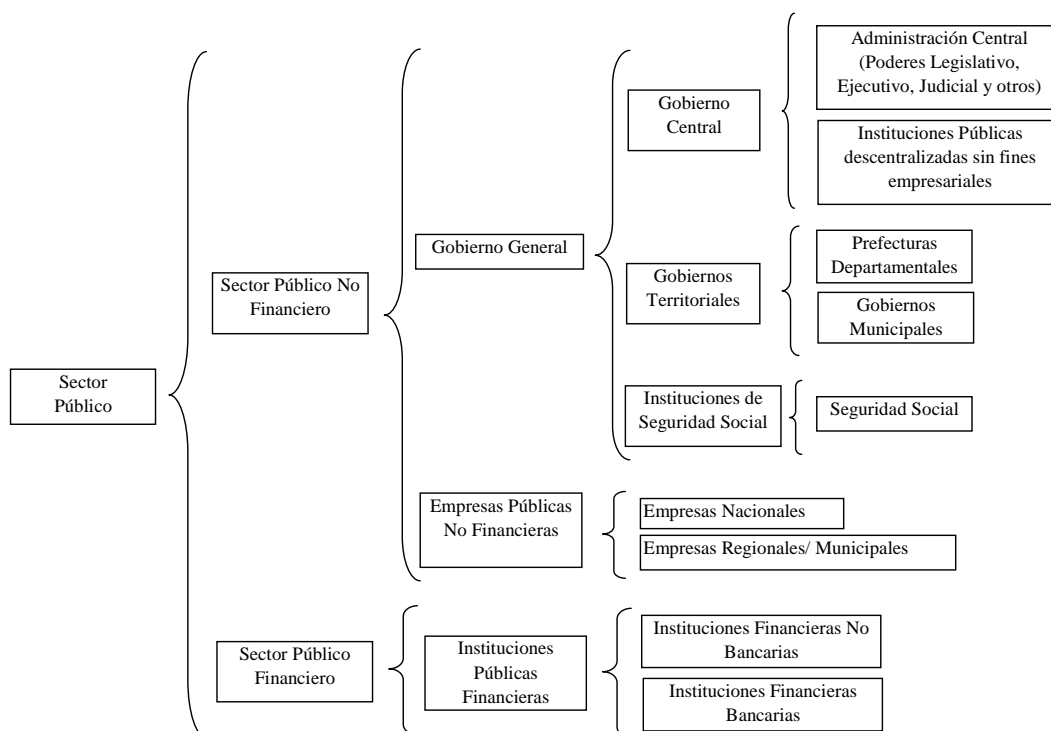 Sector
Público
Sector Público No
Financiero
Gobierno General
Gobierno
Central
Administración Central
(Poderes Legislativo,
Ejecutivo, Judicial y otros)
Instituciones Públicas
descentralizadas sin fines
empresariales
Gobiernos
Territoriales
Prefecturas
Departamentales
Gobiernos
Municipales
Instituciones de
Seguridad Social
Seguridad Social
Empresas Públicas
No Financieras
Empresas Nacionales
Empresas Regionales/ Municipales
Sector Público
Financiero
Instituciones
Públicas
Financieras
Instituciones Financieras No
Bancarias
Instituciones Financieras
Bancarias